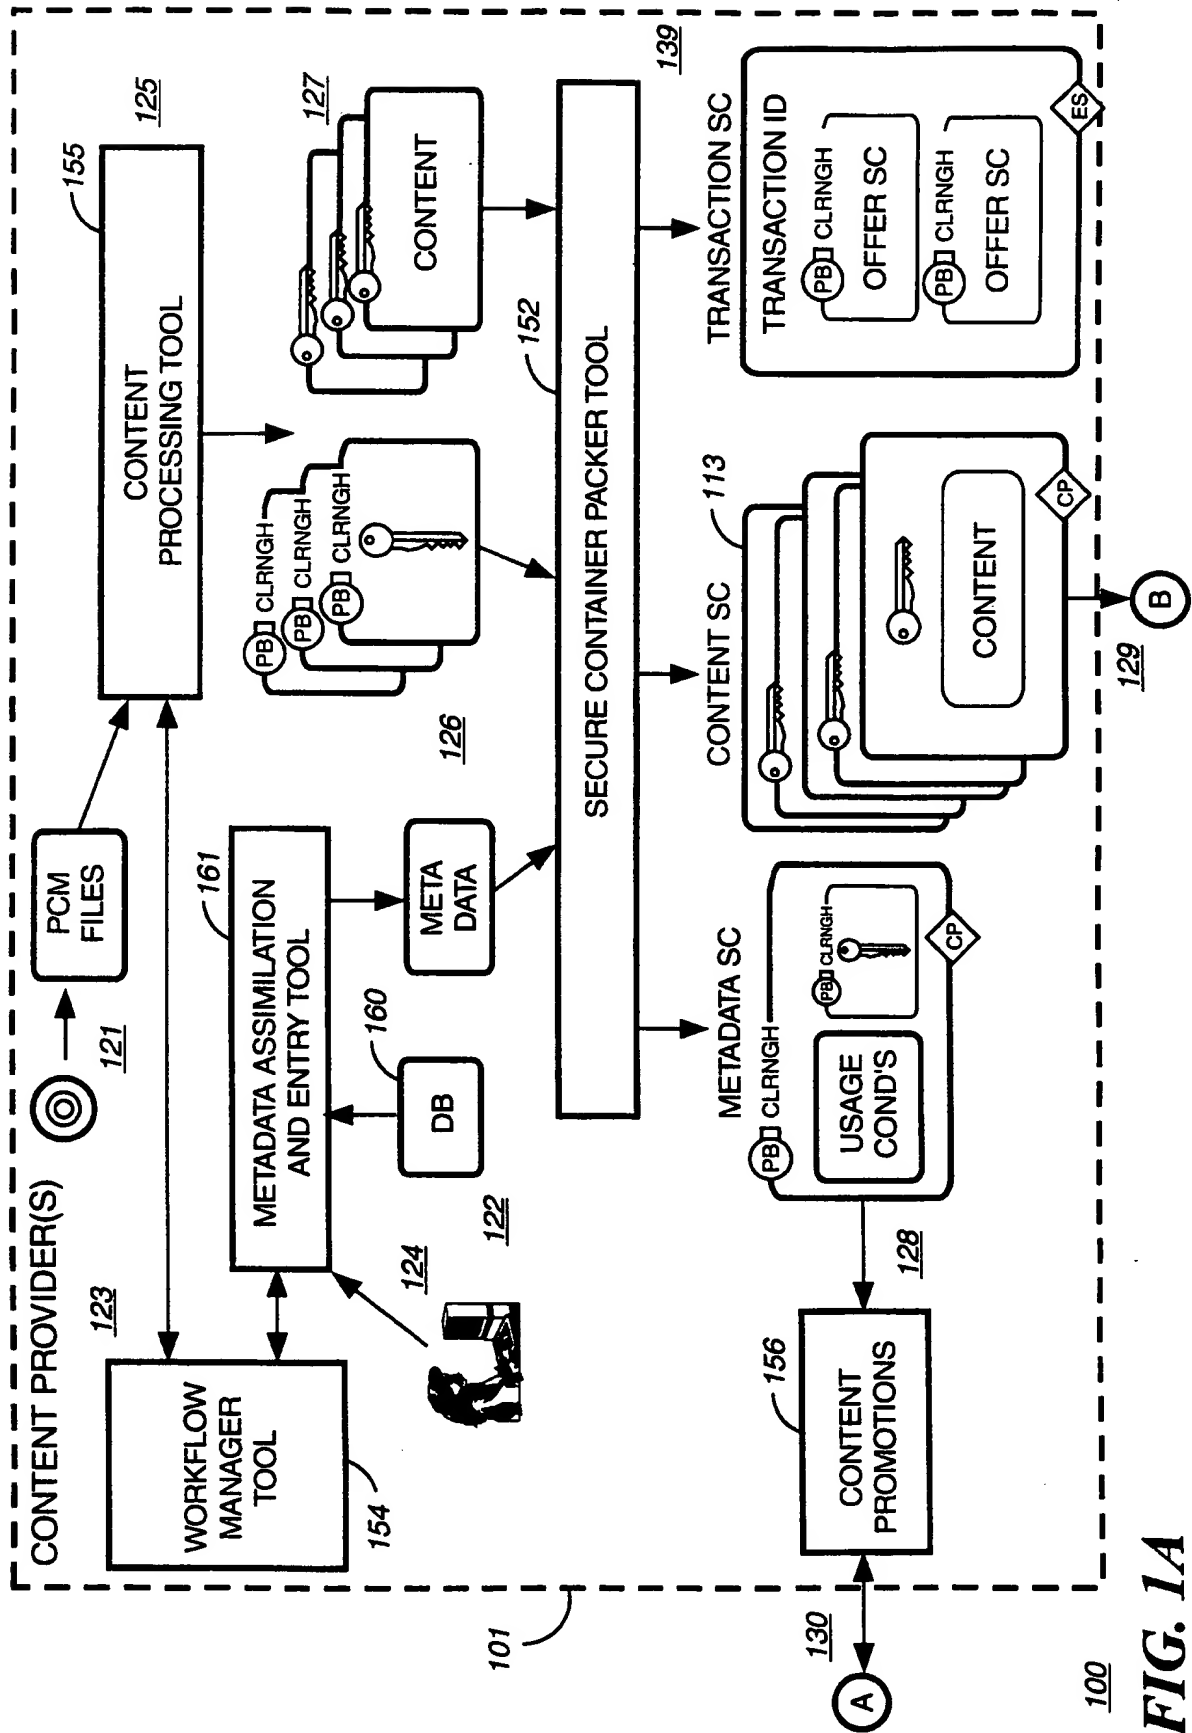 CONTENT PROVIDER(S)
121
PCM
FILES
123
WORKFLOW
MANAGER
TOOL
154
155
125
CONTENT
PROCESSING TOOL
161
METADATA ASSIMILATION
AND ENTRY TOOL
124
122
160
DB
META
DATA
126
PB CLRNGH
PB CLRNGH
PB CLRNGH
127
CONTENT
152
SECURE CONTAINER PACKER TOOL
139
METADATA SC
PB CLRNGH
USAGE
COND'S
PB CLRNGH
CP
CONTENT SC
113
CONTENT
CP
TRANSACTION SC
TRANSACTION ID
PB CLRNGH
OFFER SC
PB CLRNGH
OFFER SC
ES
128
156
CONTENT
PROMOTIONS
129
B
101
130
A
100
FIG. 1A